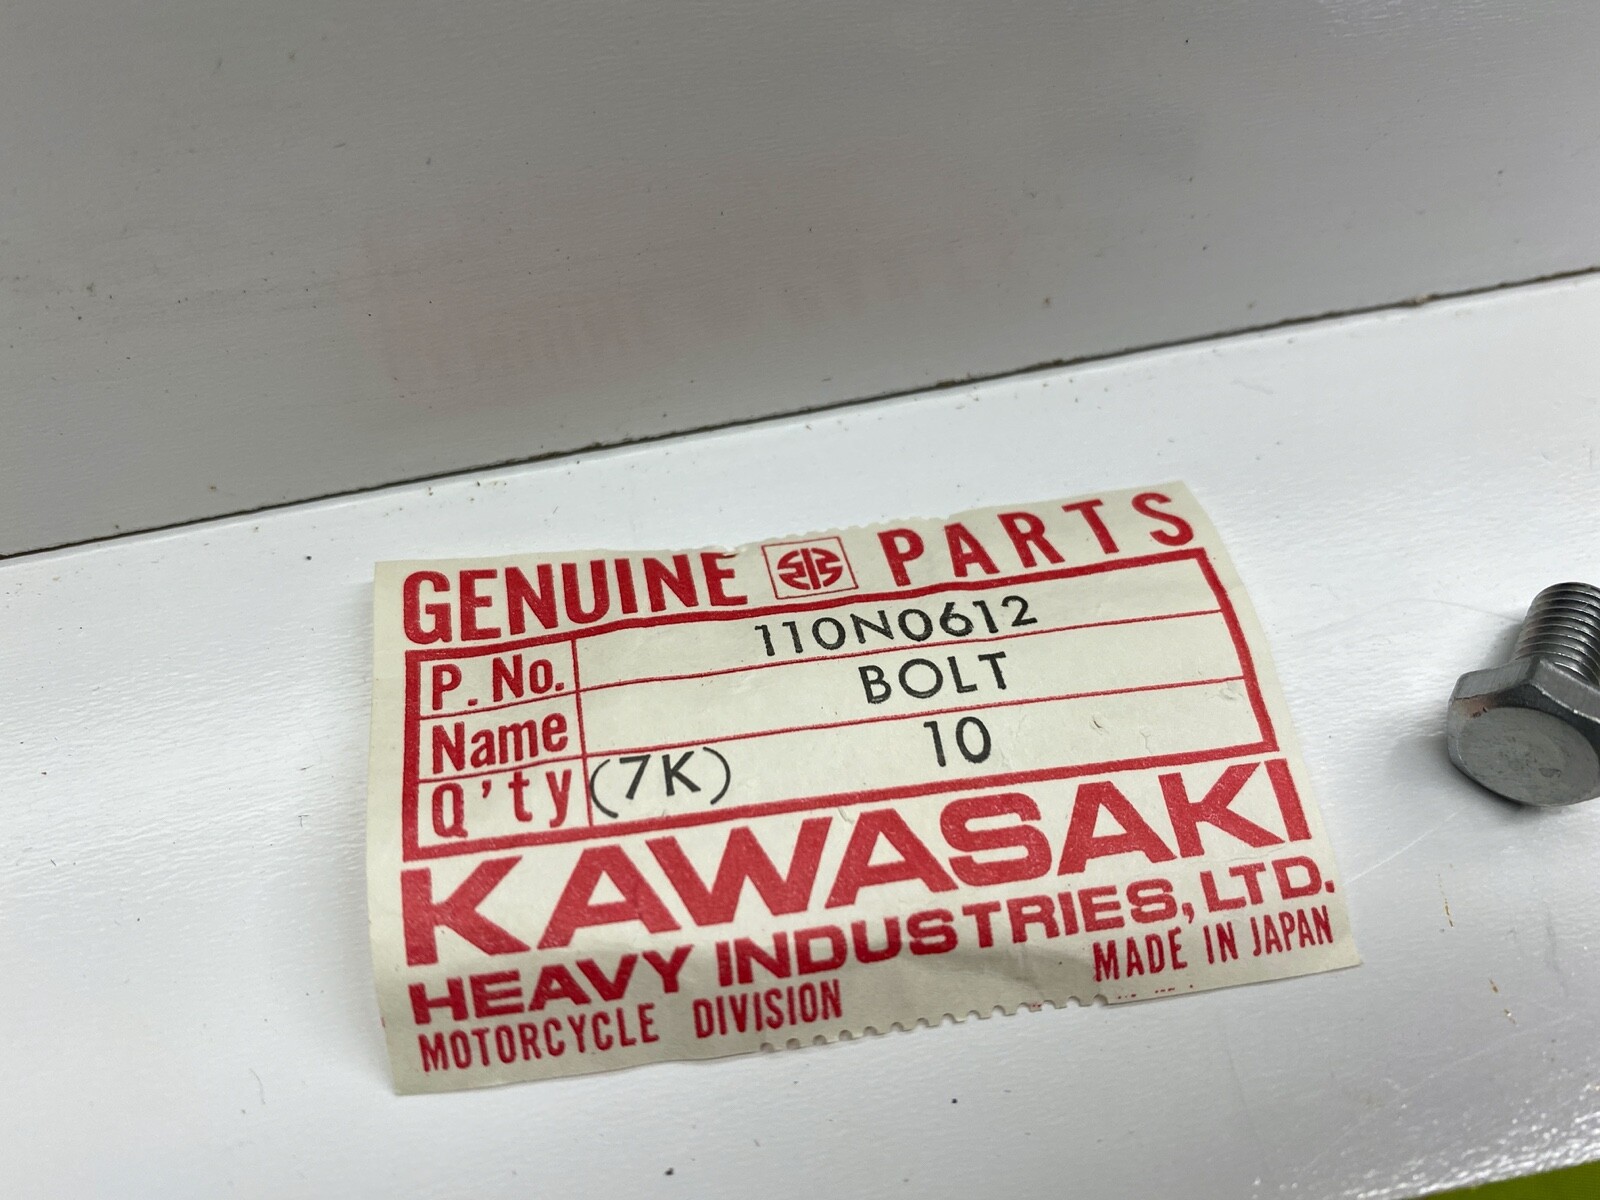 GENUINE PARTS
P. No. 110N0612
Name BOLT
Q'ty (7K) 10
KAWASAKI
HEAVY INDUSTRIES, LTD.
MOTORCYCLE DIVISION MADE IN JAPAN